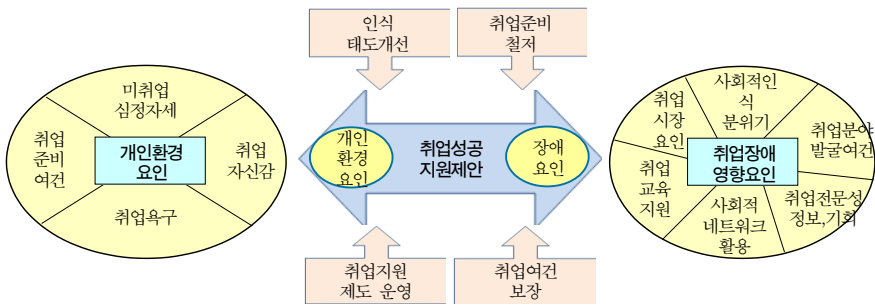 인식
태도개선
취업준비
철저
미취업
심정자세
취업
준비
여건
개인환경
요인
취업
자신감
취업욕구
개인
환경
요인
취업성공
지원제안
장애
요인
취업
시장
요인
사회적인
식
분위기
취업분야
발굴여건
취업장애
영향요인
취업
교육
지원
사회적
네트워크
활용
취업전문성
정보,기회
취업지원
제도 운영
취업여건
보장